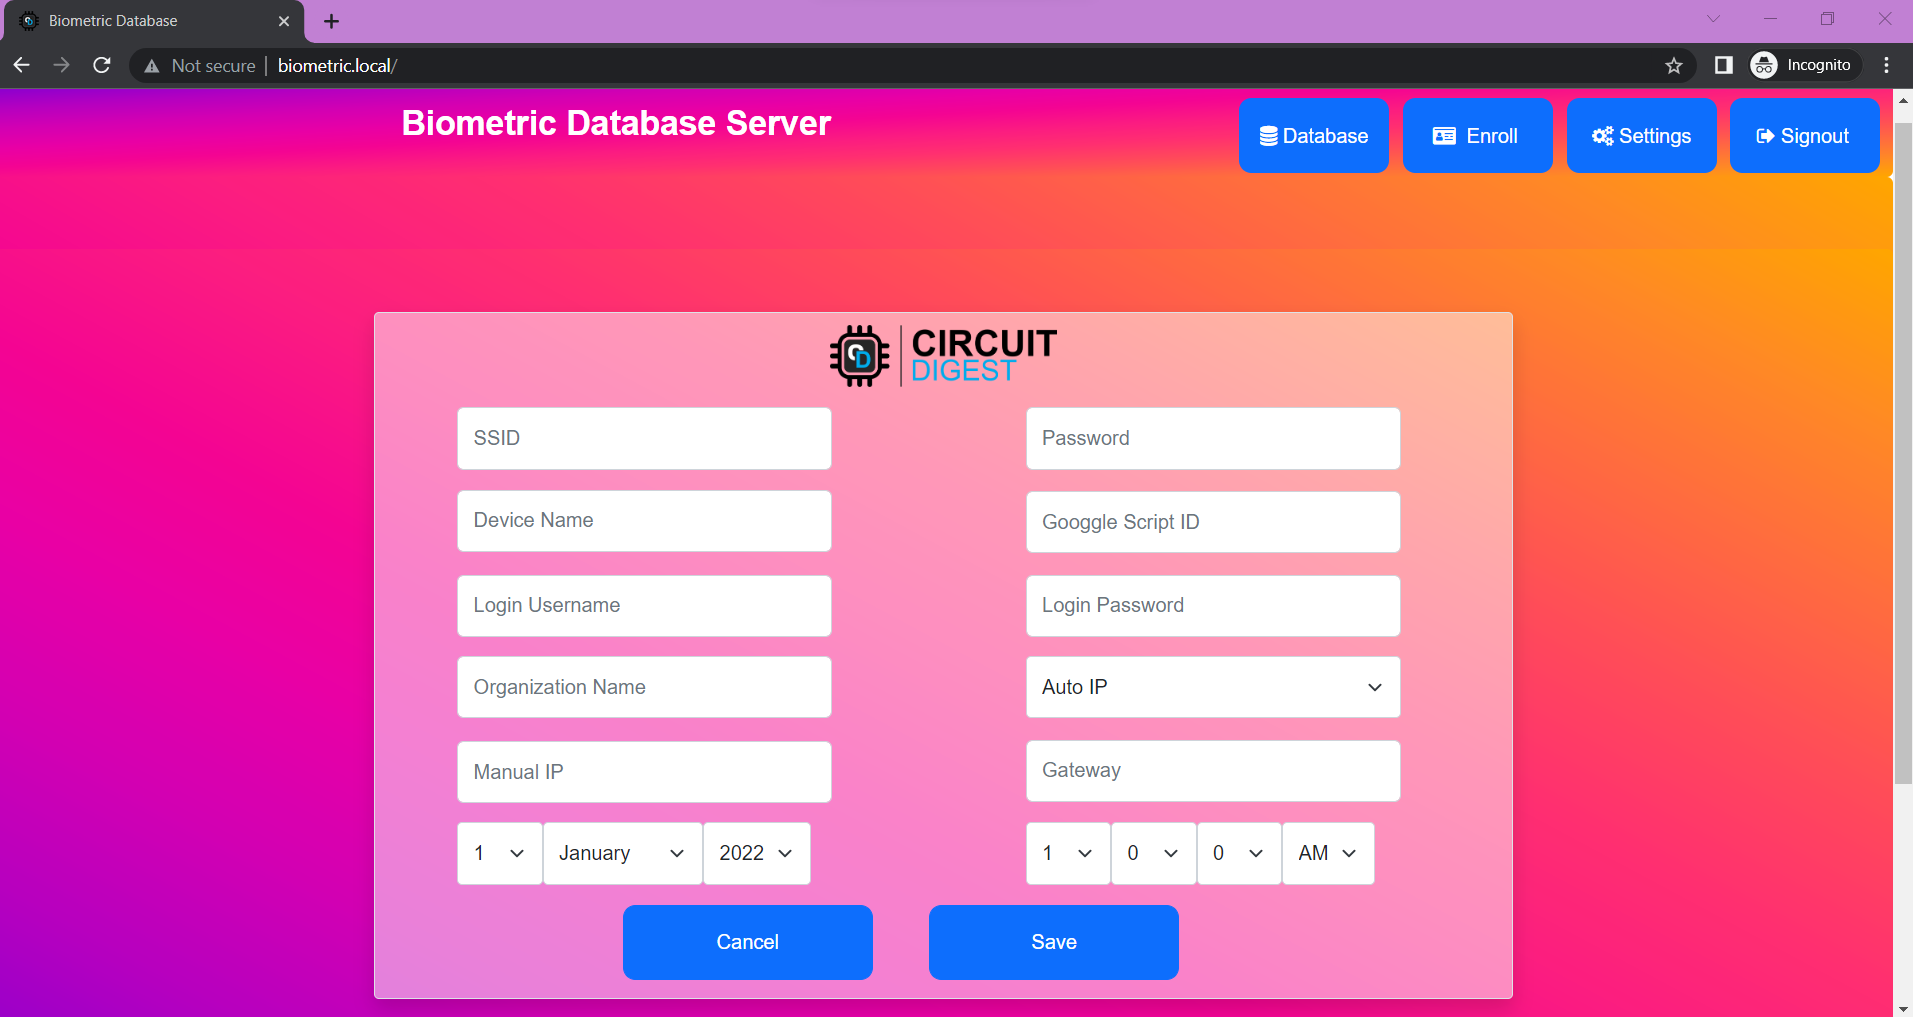 Biometric Database
Not secure | biometric.local/
Incognito
Biometric Database Server
Database
Enroll
Settings
Signout
CD
CIRCUIT
DIGEST
SSID
Password
Device Name
Googgle Script ID
Login Username
Login Password
Organization Name
Auto IP
Manual IP
Gateway
1 January 2022
1 0 0 AM
Cancel
Save